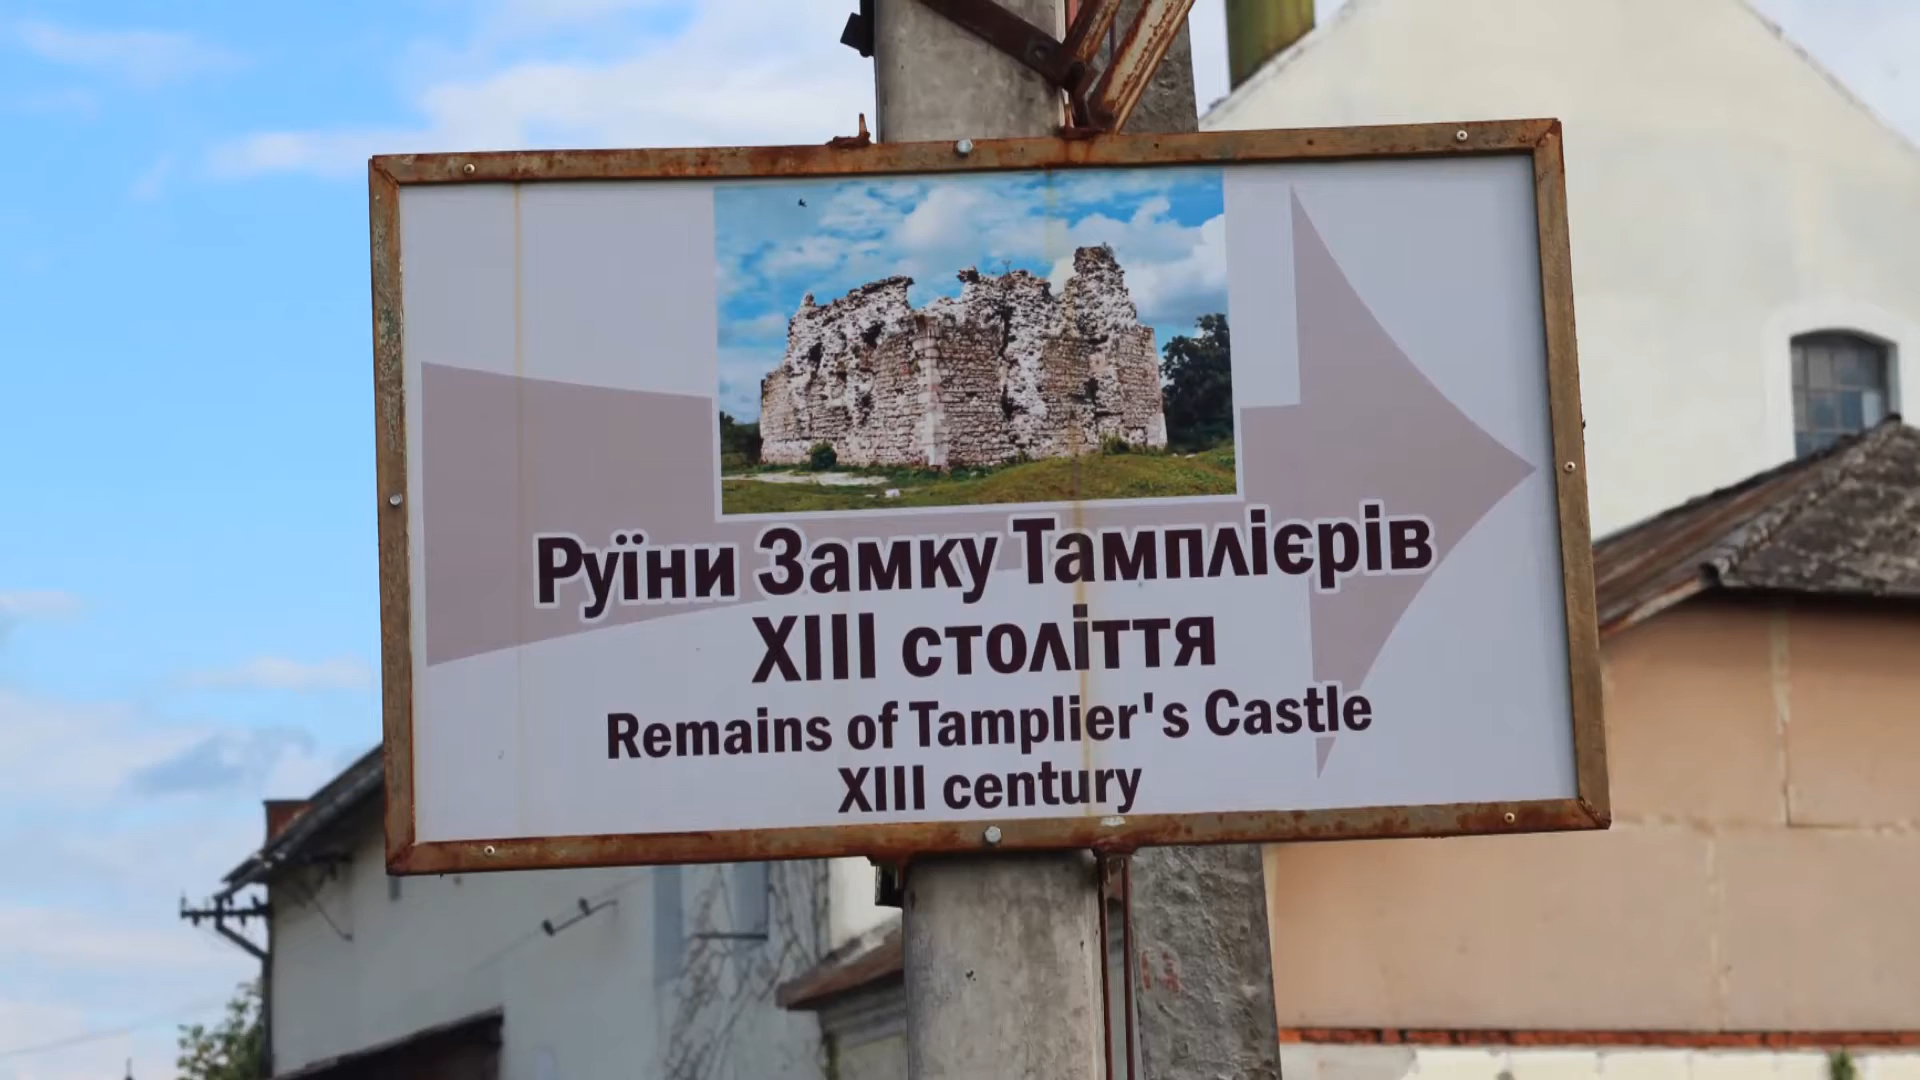 Руїни Замку Тамплієрів
XIII століття
Remains of Tamplier's Castle
XIII century